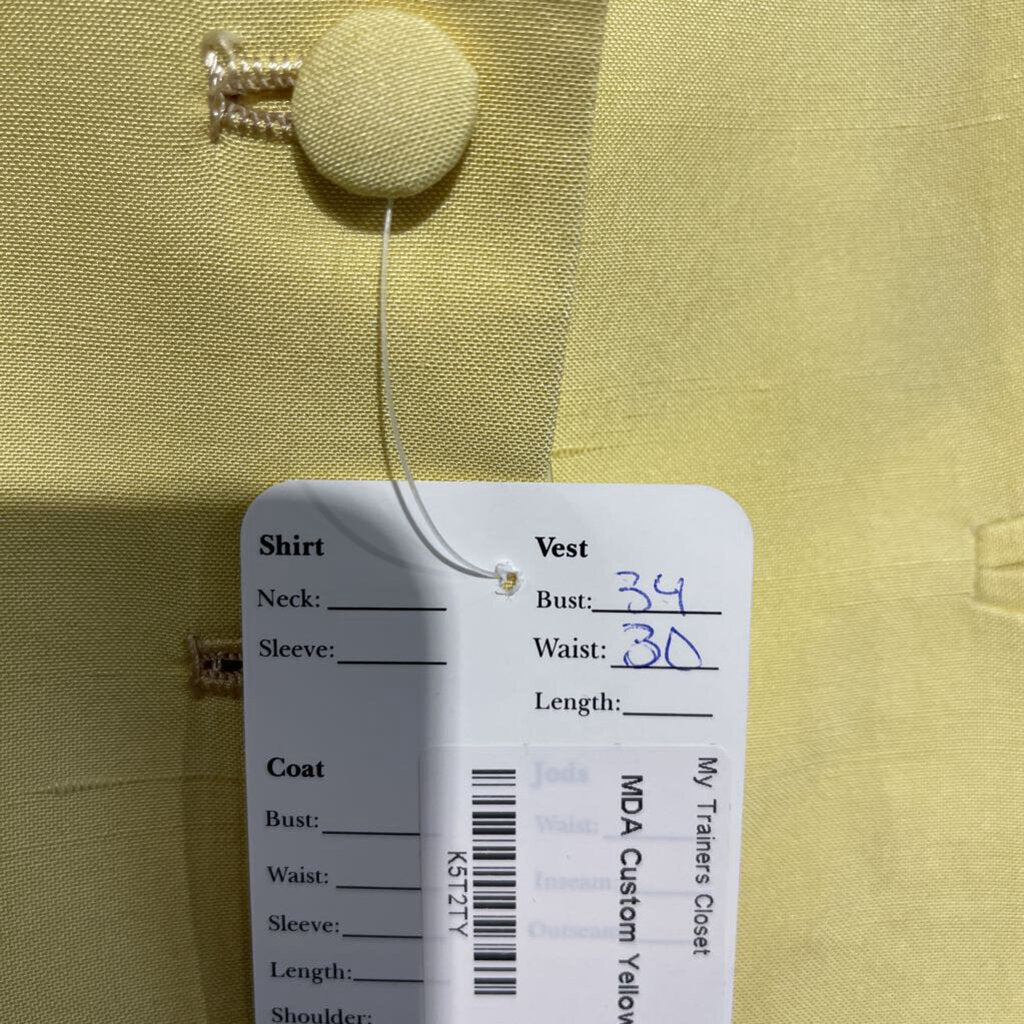 Shirt
Neck:
Sleeve:
Vest
Bust: 34
Waist: 30
Length:
Coat
Bust:
Waist:
Sleeve:
Length:
Shoulder:
Jods
Waist:
Inseam
Outseam
My Trainers Closet
MDA Custom Yellow
K5T2TY